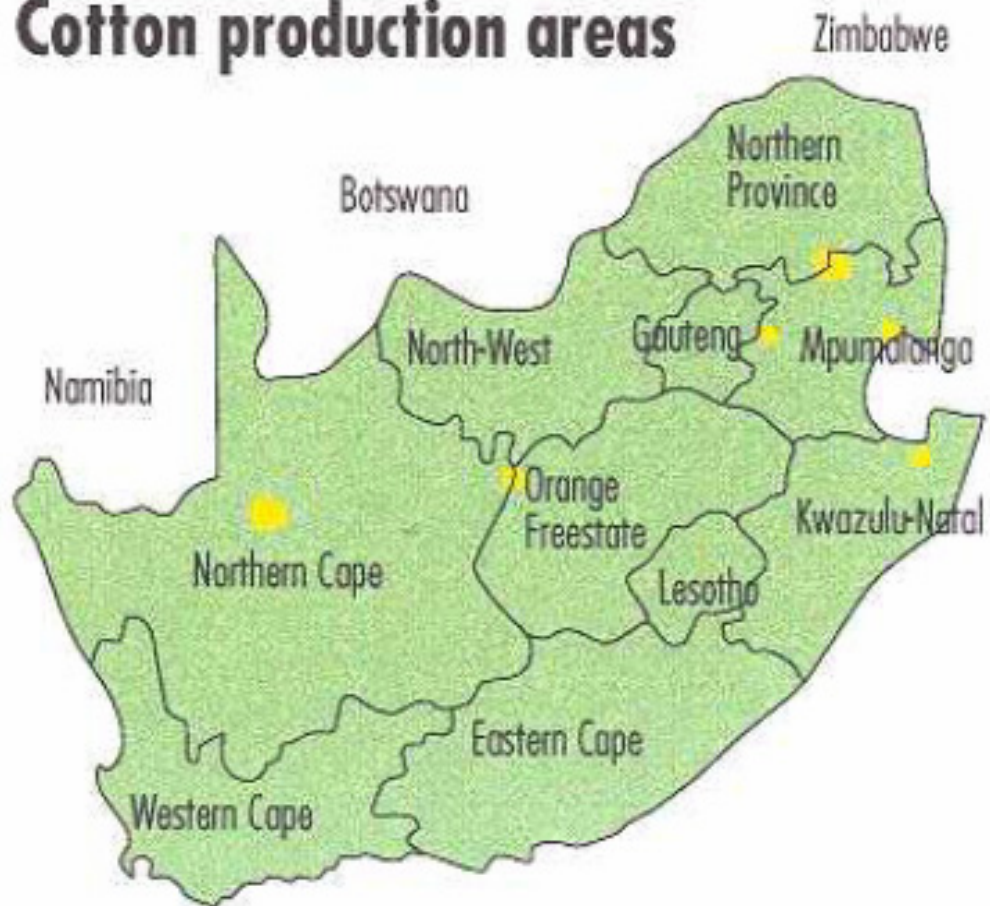 Cotton production areas
Zimbabwe
Northern
Province
Botswana
North-West
Gauteng
Mpumalanga
Namibia
Orange
Freestate
Kwazulu-Natal
Northern Cape
Lesotho
Eastern Cape
Western Cape